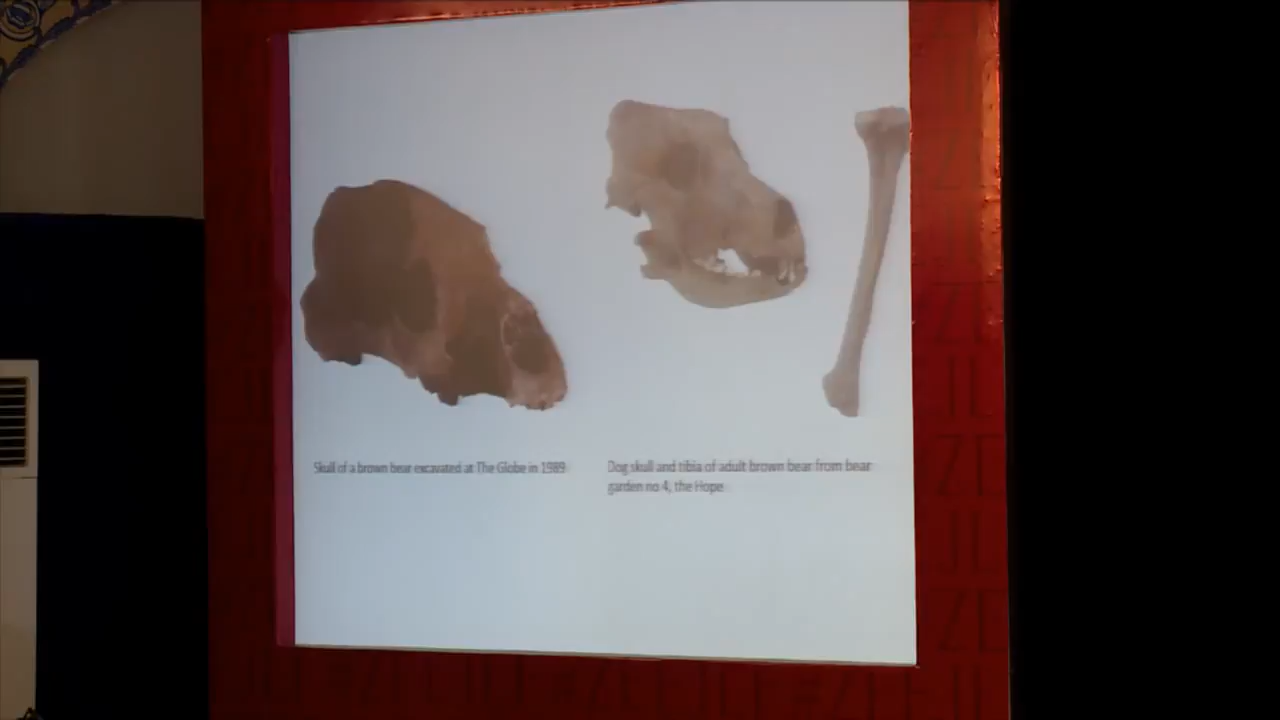 Skull of a brown bear excavated at The Globe in 1989
Dog skull and tibia of adult brown bear from bear
garden no 4, the Hope